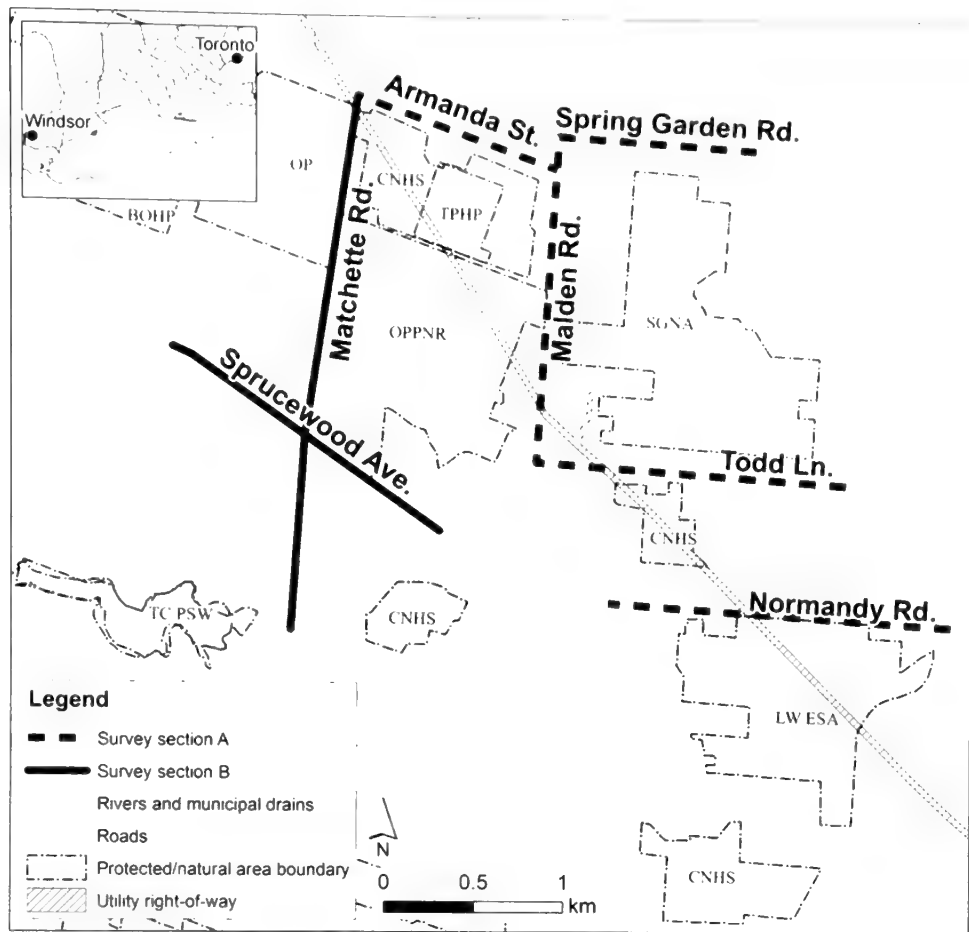 Toronto
Windsor
Armanda St.
Spring Garden Rd.
OP
CNHS
BOHP
TPHP
Matchette Rd.
Malden Rd.
SGNA
OPPNR
Sprucewood Ave.
Todd Ln.
CNHS
TC PSW
CNHS
Normandy Rd.
LW ESA
CNHS
Legend
Survey section A
Survey section B
Rivers and municipal drains
Roads
Protected/natural area boundary
Utility right-of-way
N
0 0.5 1
km